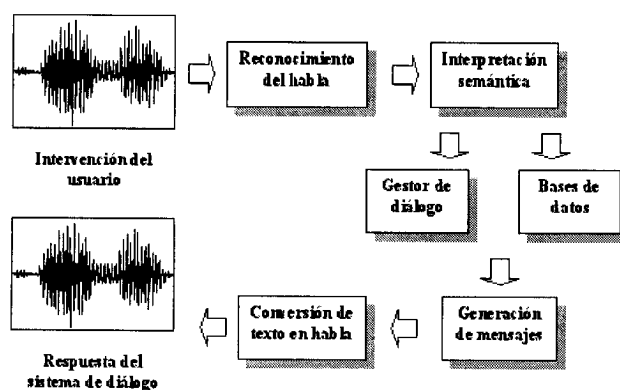 Intervención del
usuario
Reconocimiento
del habla
Interpretación
semántica
Gestor de
diálogo
Bases de
datos
Generación
de mensajes
Conversión de
texto en habla
Respuesta del
sistema de diálogo